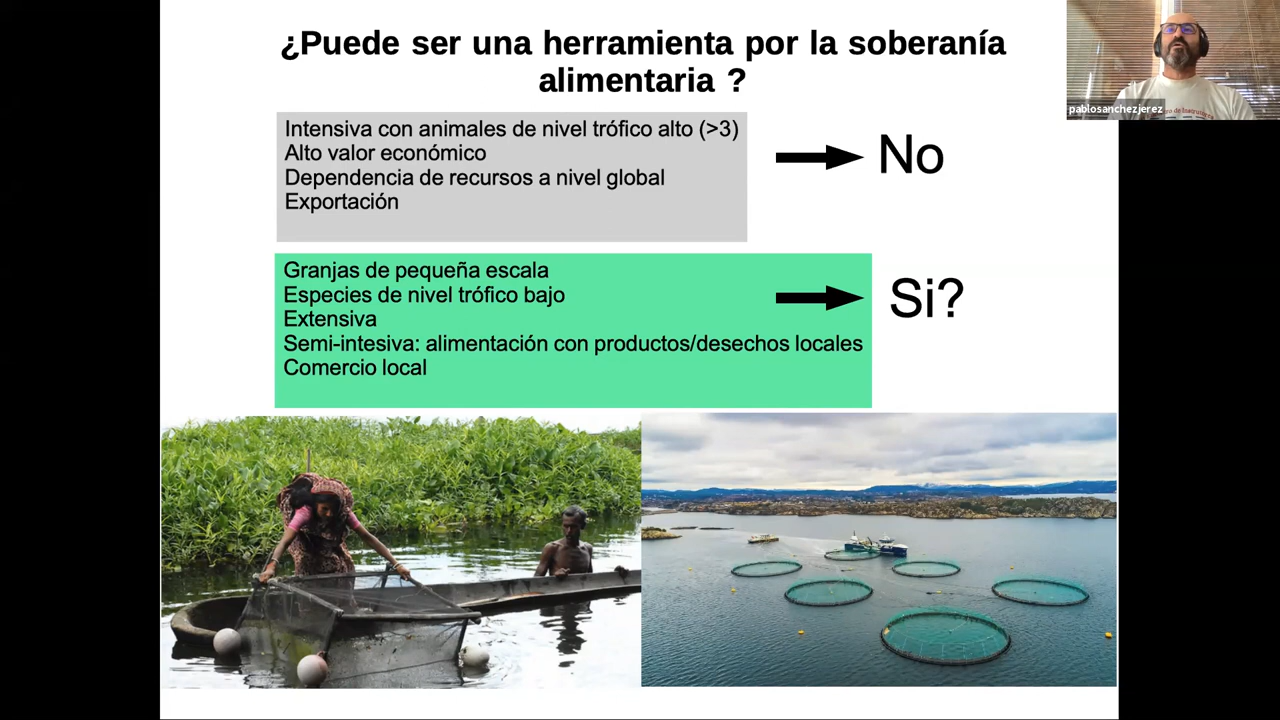 ¿Puede ser una herramienta por la soberanía
alimentaria ?
pablosanchezjerez
Intensiva con animales de nivel trófico alto (>3)
Alto valor económico
Dependencia de recursos a nivel global
Exportación
No
Granjas de pequeña escala
Especies de nivel trófico bajo
Extensiva
Semi-intesiva: alimentación con productos/desechos locales
Comercio local
Si?